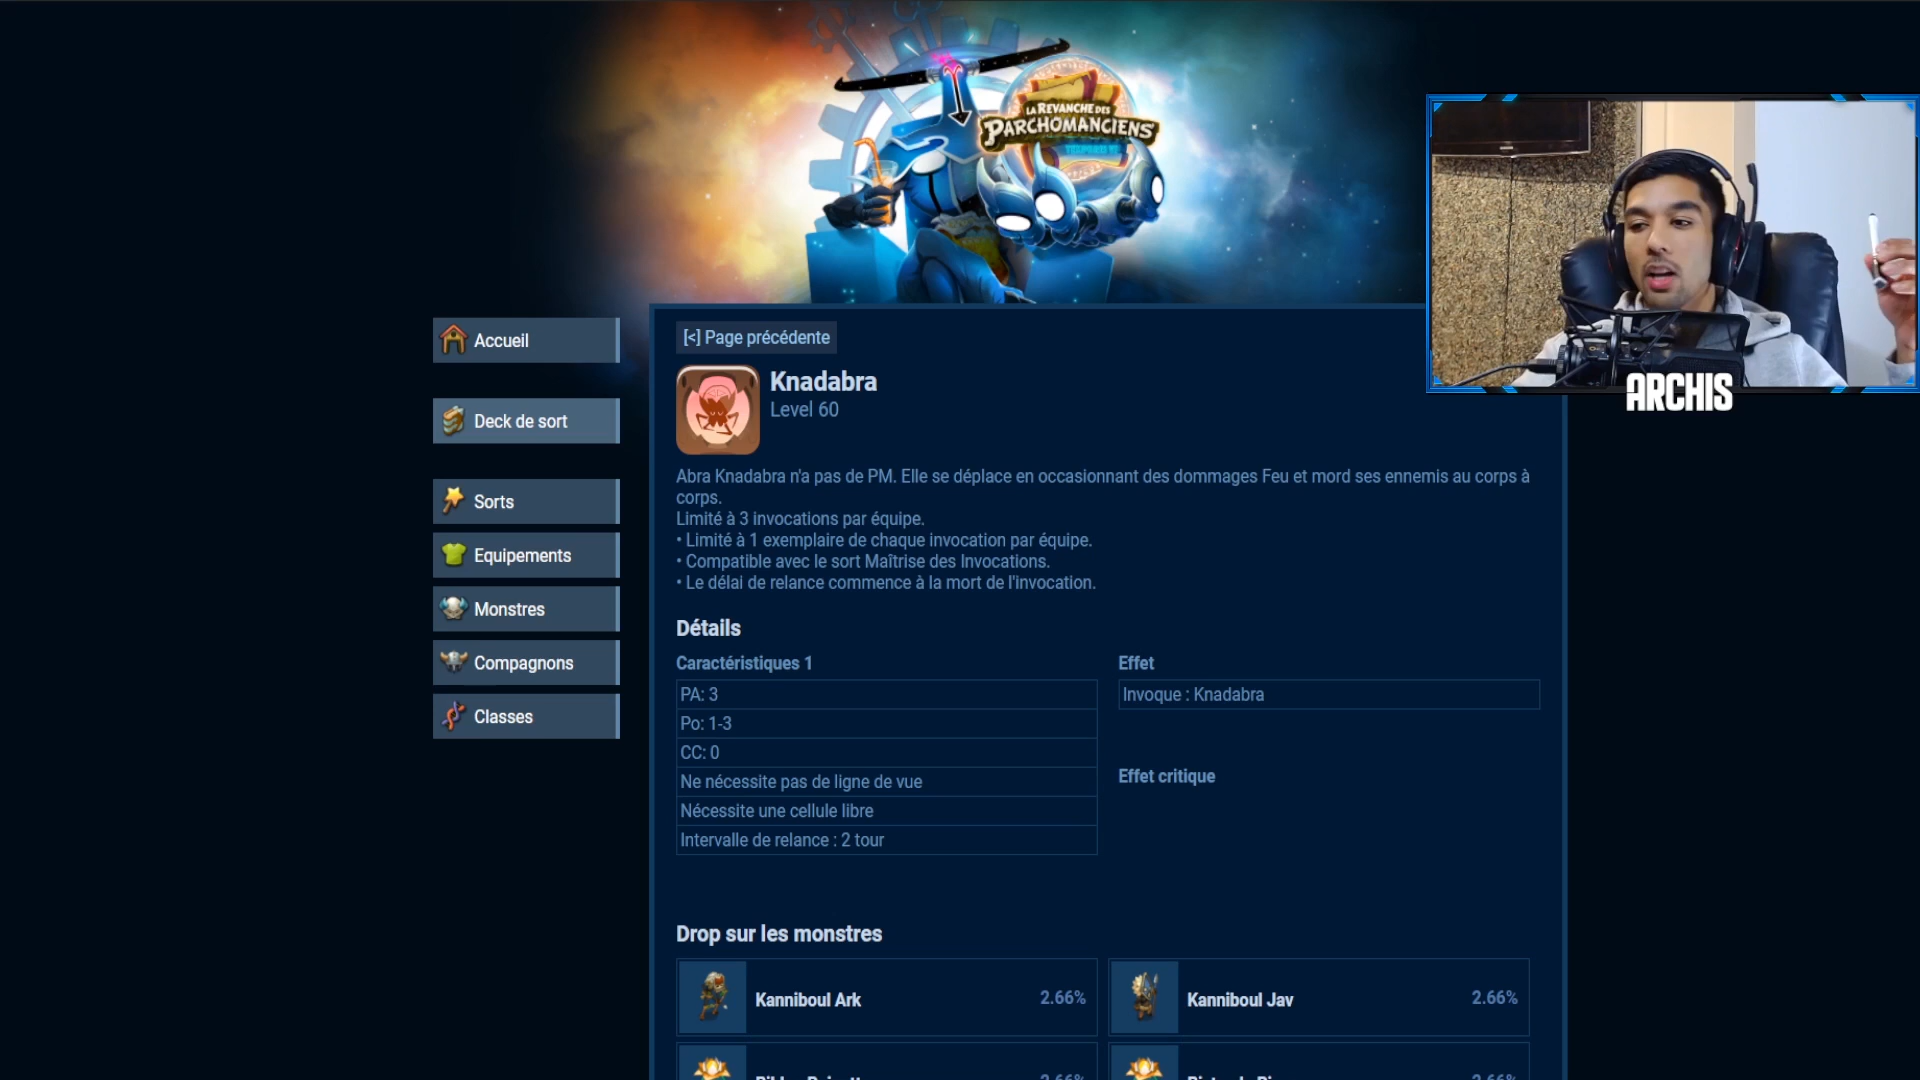 LA REVANCHE DES
PARCHOMANCIENS
ARCHIS
Accueil
Deck de sort
Sorts
Equipements
Monstres
Compagnons
Classes
[<] Page précédente
Knadabra
Level 60
Abra Knadabra n'a pas de PM. Elle se déplace en occasionnant des dommages Feu et mord ses ennemis au corps à
corps.
Limité à 3 invocations par équipe.
• Limité à 1 exemplaire de chaque invocation par équipe.
• Compatible avec le sort Maîtrise des Invocations.
• Le délai de relance commence à la mort de l'invocation.
Détails
Caractéristiques 1
PA: 3
Po: 1-3
CC: 0
Ne nécessite pas de ligne de vue
Nécessite une cellule libre
Intervalle de relance : 2 tour
Effet
Invoque : Knadabra
Effet critique
Drop sur les monstres
Kanniboul Ark 2.66%
Kanniboul Jav 2.66%
2.66%
2.66%